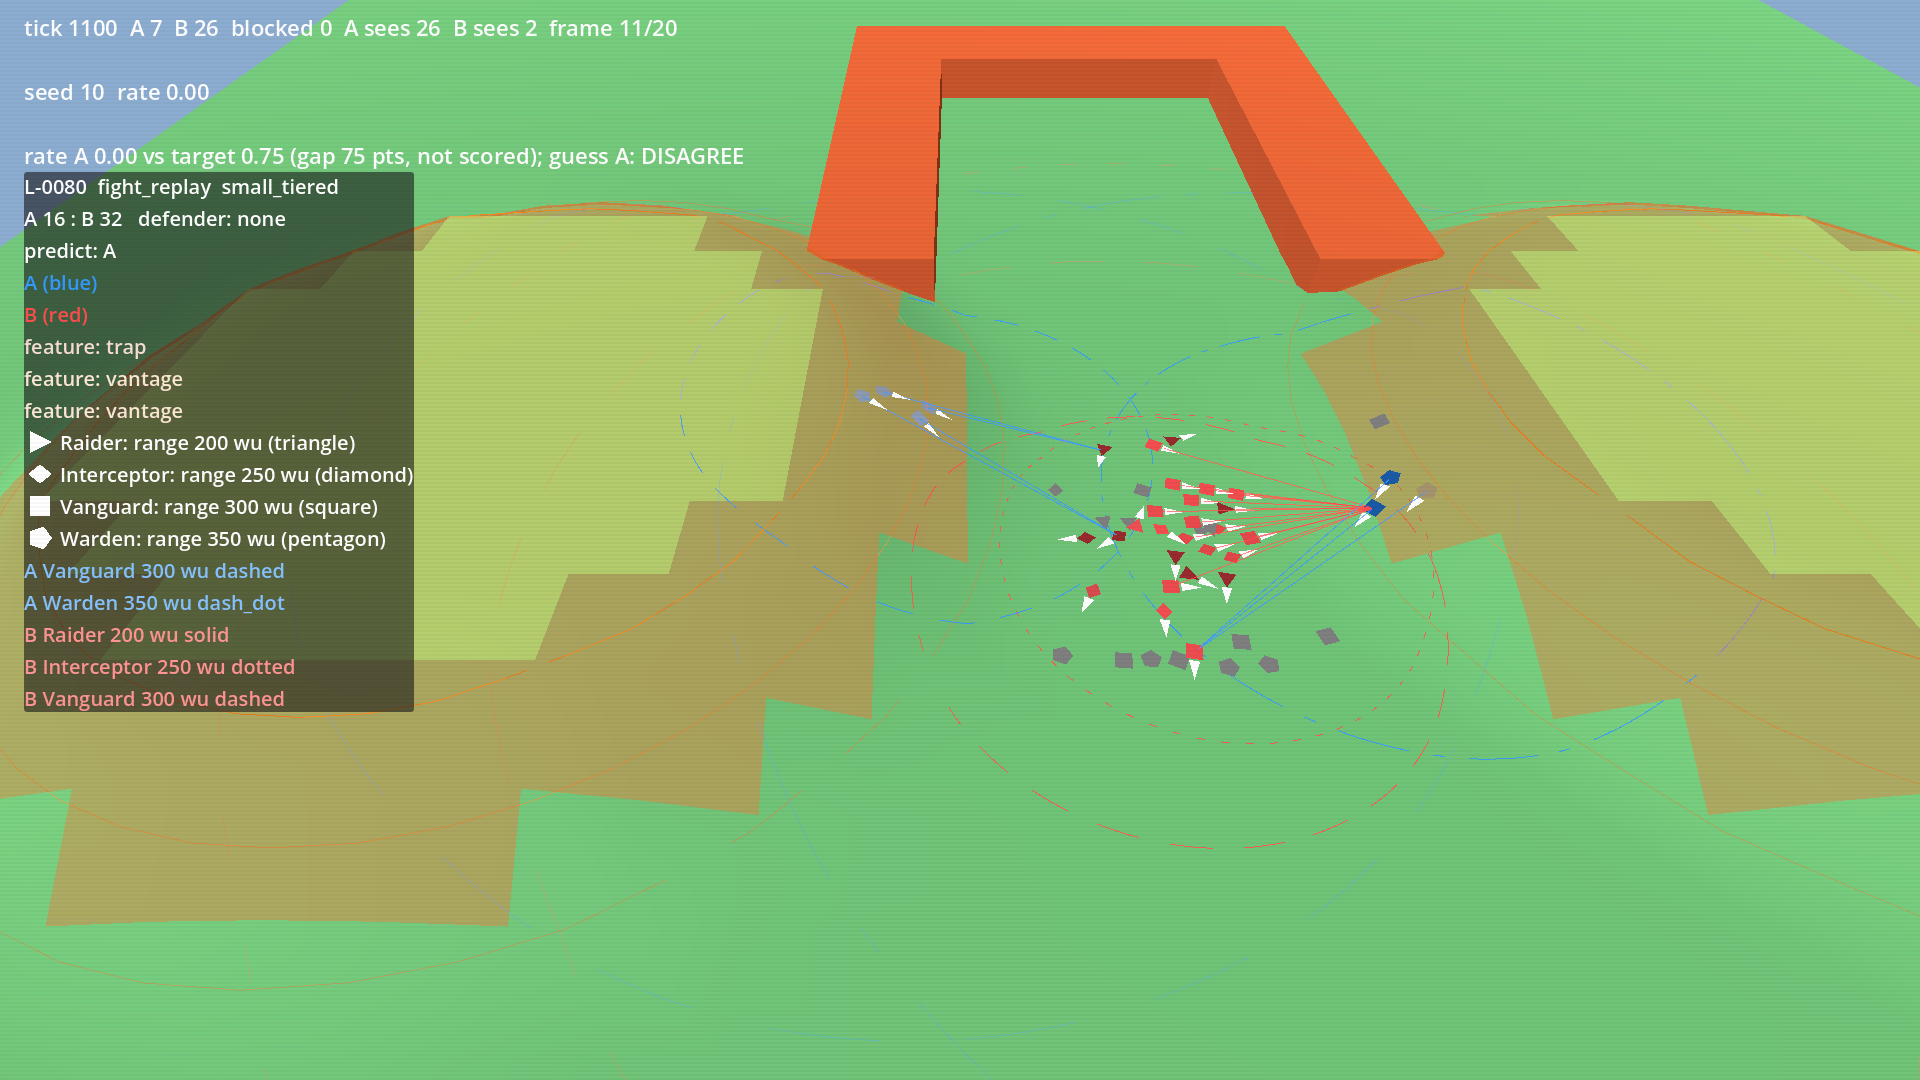 tick 1100  A 7  B 26  blocked 0  A sees 26  B sees 2  frame 11/20
seed 10  rate 0.00
rate A 0.00 vs target 0.75 (gap 75 pts, not scored); guess A: DISAGREE
L-0080  fight_replay  small_tiered
A 16 : B 32   defender: none
predict: A
A (blue)
B (red)
feature: trap
feature: vantage
feature: vantage
Raider: range 200 wu (triangle)
Interceptor: range 250 wu (diamond)
Vanguard: range 300 wu (square)
Warden: range 350 wu (pentagon)
A Vanguard 300 wu dashed
A Warden 350 wu dash_dot
B Raider 200 wu solid
B Interceptor 250 wu dotted
B Vanguard 300 wu dashed